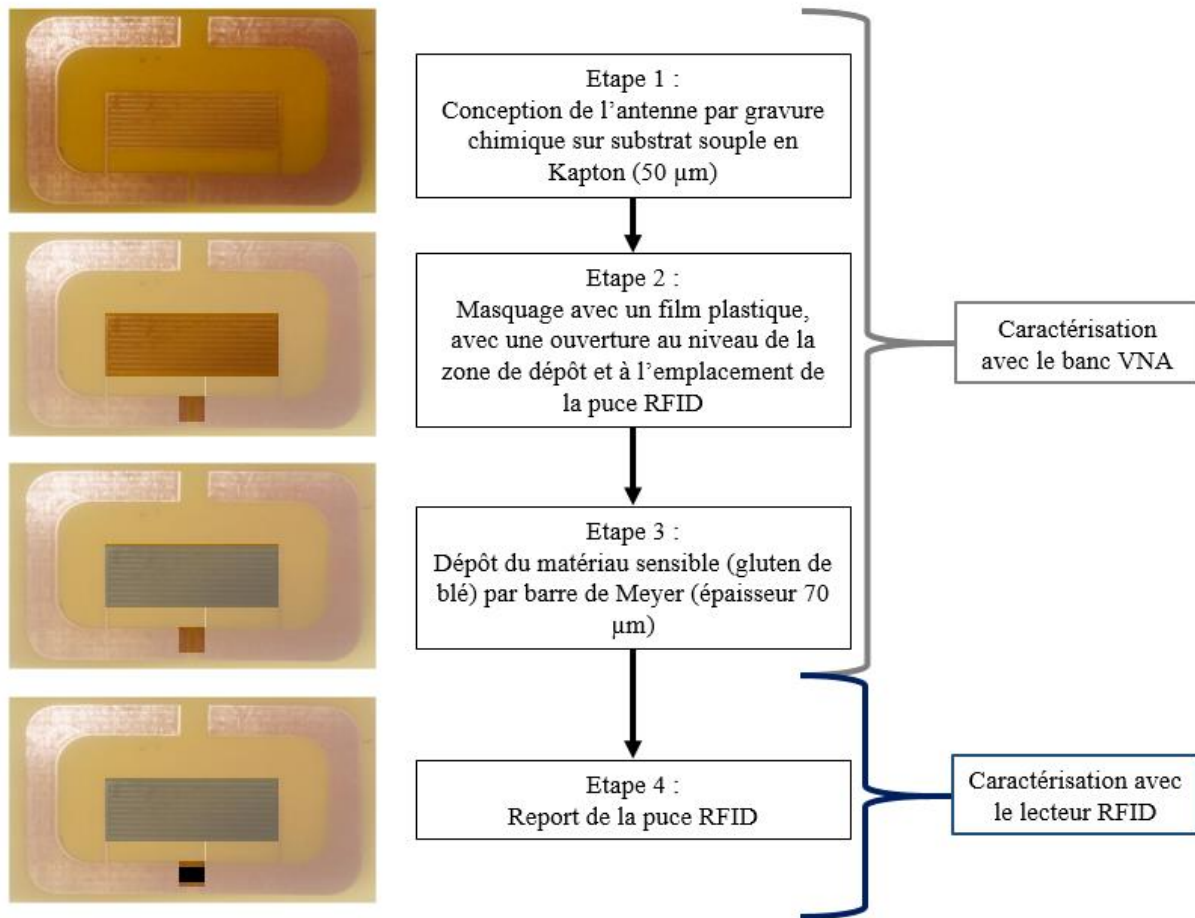 Etape 1 :
Conception de l’antenne par gravure
chimique sur substrat souple en
Kapton (50 µm)
Etape 2 :
Masquage avec un film plastique,
avec une ouverture au niveau de la
zone de dépôt et à l’emplacement de
la puce RFID
Caractérisation
avec le banc VNA
Etape 3 :
Dépôt du matériau sensible (gluten de
blé) par barre de Meyer (épaisseur 70
µm)
Etape 4 :
Report de la puce RFID
Caractérisation avec
le lecteur RFID